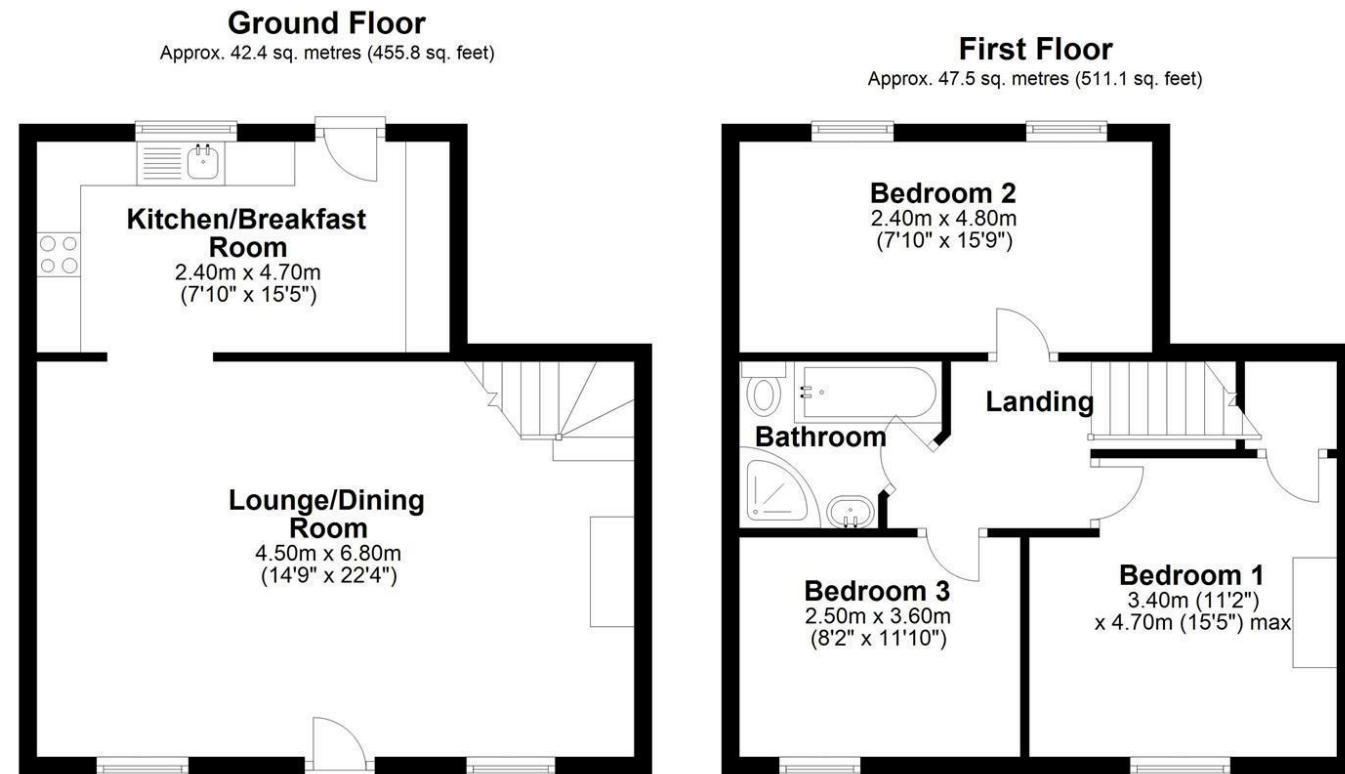 Ground Floor
Approx. 42.4 sq. metres (455.8 sq. feet)
Kitchen/Breakfast
Room
2.40m x 4.70m
(7'10" x 15'5")
Lounge/Dining
Room
4.50m x 6.80m
(14'9" x 22'4")
First Floor
Approx. 47.5 sq. metres (511.1 sq. feet)
Bedroom 2
2.40m x 4.80m
(7'10" x 15'9")
Landing
Bathroom
Bedroom 3
2.50m x 3.60m
(8'2" x 11'10")
Bedroom 1
3.40m (11'2")
x 4.70m (15'5") max